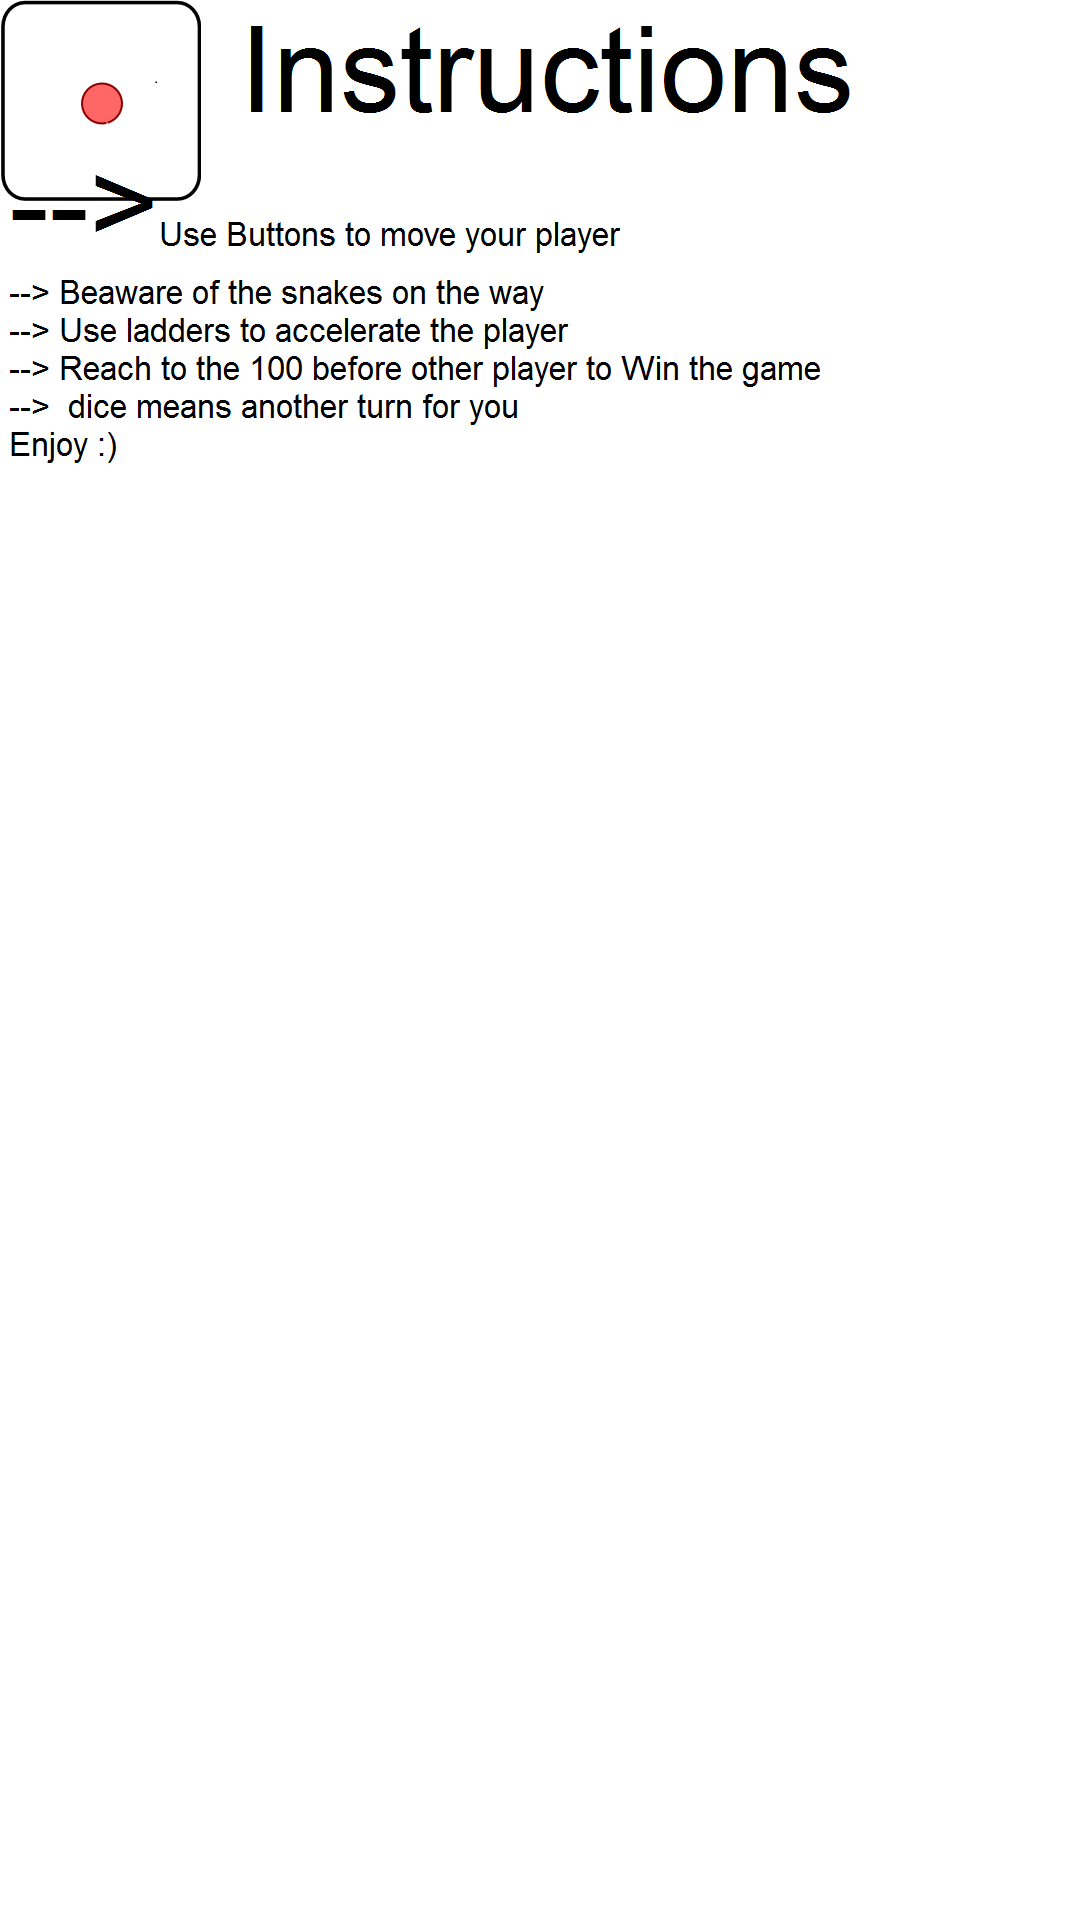 Instructions
--> Use Buttons to move your player
--> Beaware of the snakes on the way
--> Use ladders to accelerate the player
--> Reach to the 100 before other player to Win the game
-->  dice means another turn for you
Enjoy :)